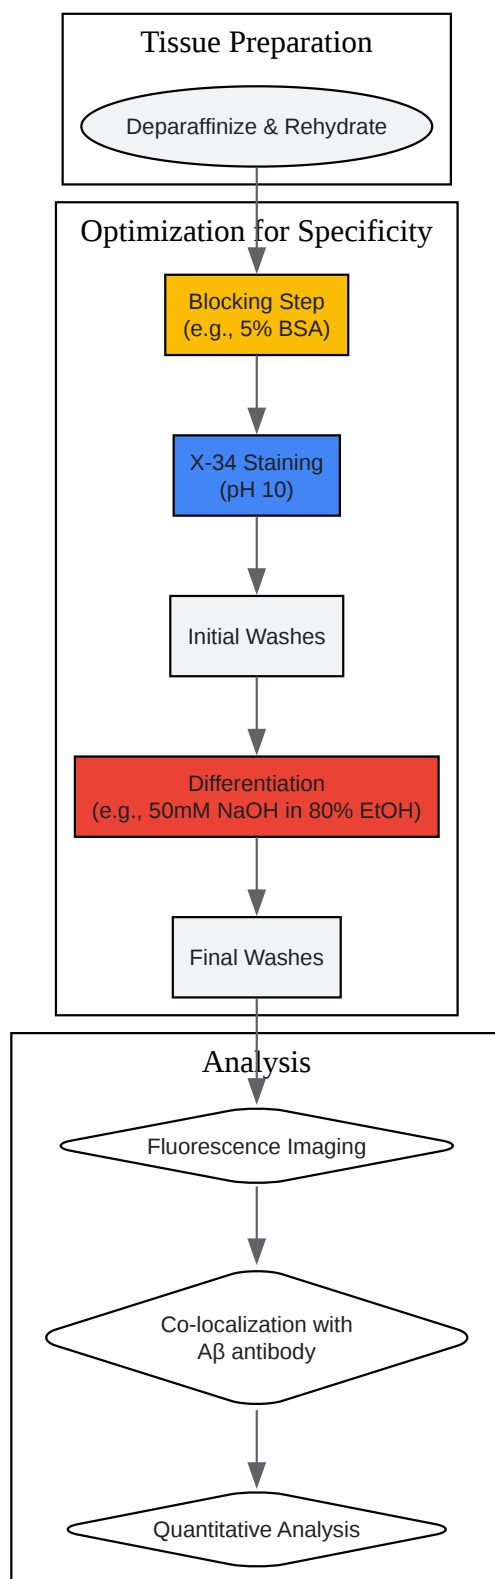 Tissue Preparation
Deparaffinize & Rehydrate
Optimization for Specificity
Blocking Step
(e.g., 5% BSA)
X-34 Staining
(pH 10)
Initial Washes
Differentiation
(e.g., 50mM NaOH in 80% EtOH)
Final Washes
Analysis
Fluorescence Imaging
Co-localization with
Aβ antibody
Quantitative Analysis